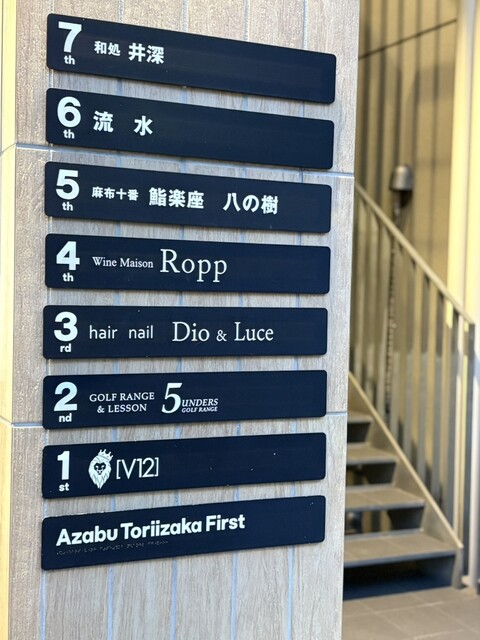 7th 和処 井深
6th 流 水
5th 麻布十番 鮨楽座 八の樹
4th Wine Maison Ropp
3rd hair nail Dio & Luce
2nd GOLF RANGE & LESSON 5UNDERS GOLF RANGE
1st [V12]
Azabu Toriizaka First